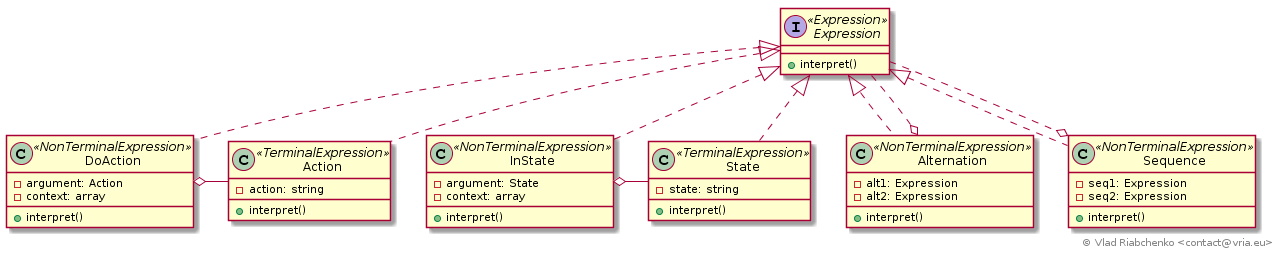 I
«Expression»
Expression
interpret()
C
«NonTerminalExpression»
DoAction
argument: Action
context: array
interpret()
C
«TerminalExpression»
Action
action: string
interpret()
C
«NonTerminalExpression»
InState
argument: State
context: array
interpret()
C
«TerminalExpression»
State
state: string
interpret()
C
«NonTerminalExpression»
Alternation
alt1: Expression
alt2: Expression
interpret()
C
«NonTerminalExpression»
Sequence
seq1: Expression
seq2: Expression
interpret()
© Vlad Riabchenko <contact@vria.eu>